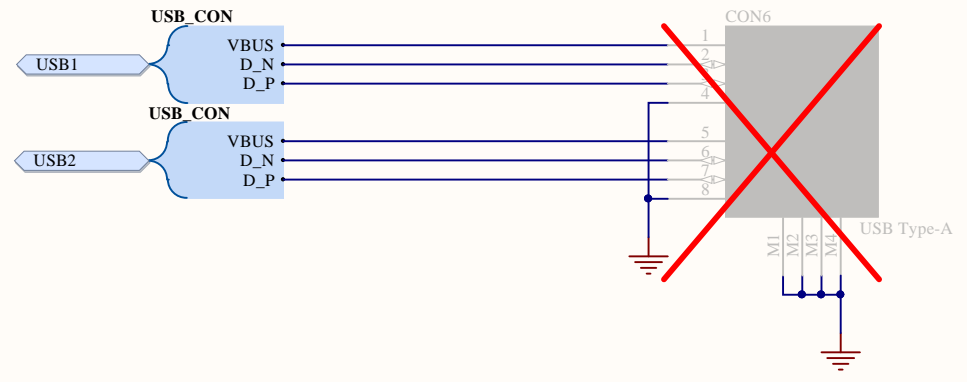 USB_CON
CON6
VBUS
1
USB1
D_N
2
D_P
4
USB_CON
VBUS
5
USB2
D_N
6
D_P
7
8
USB Type-A
M1
M2
M3
M4